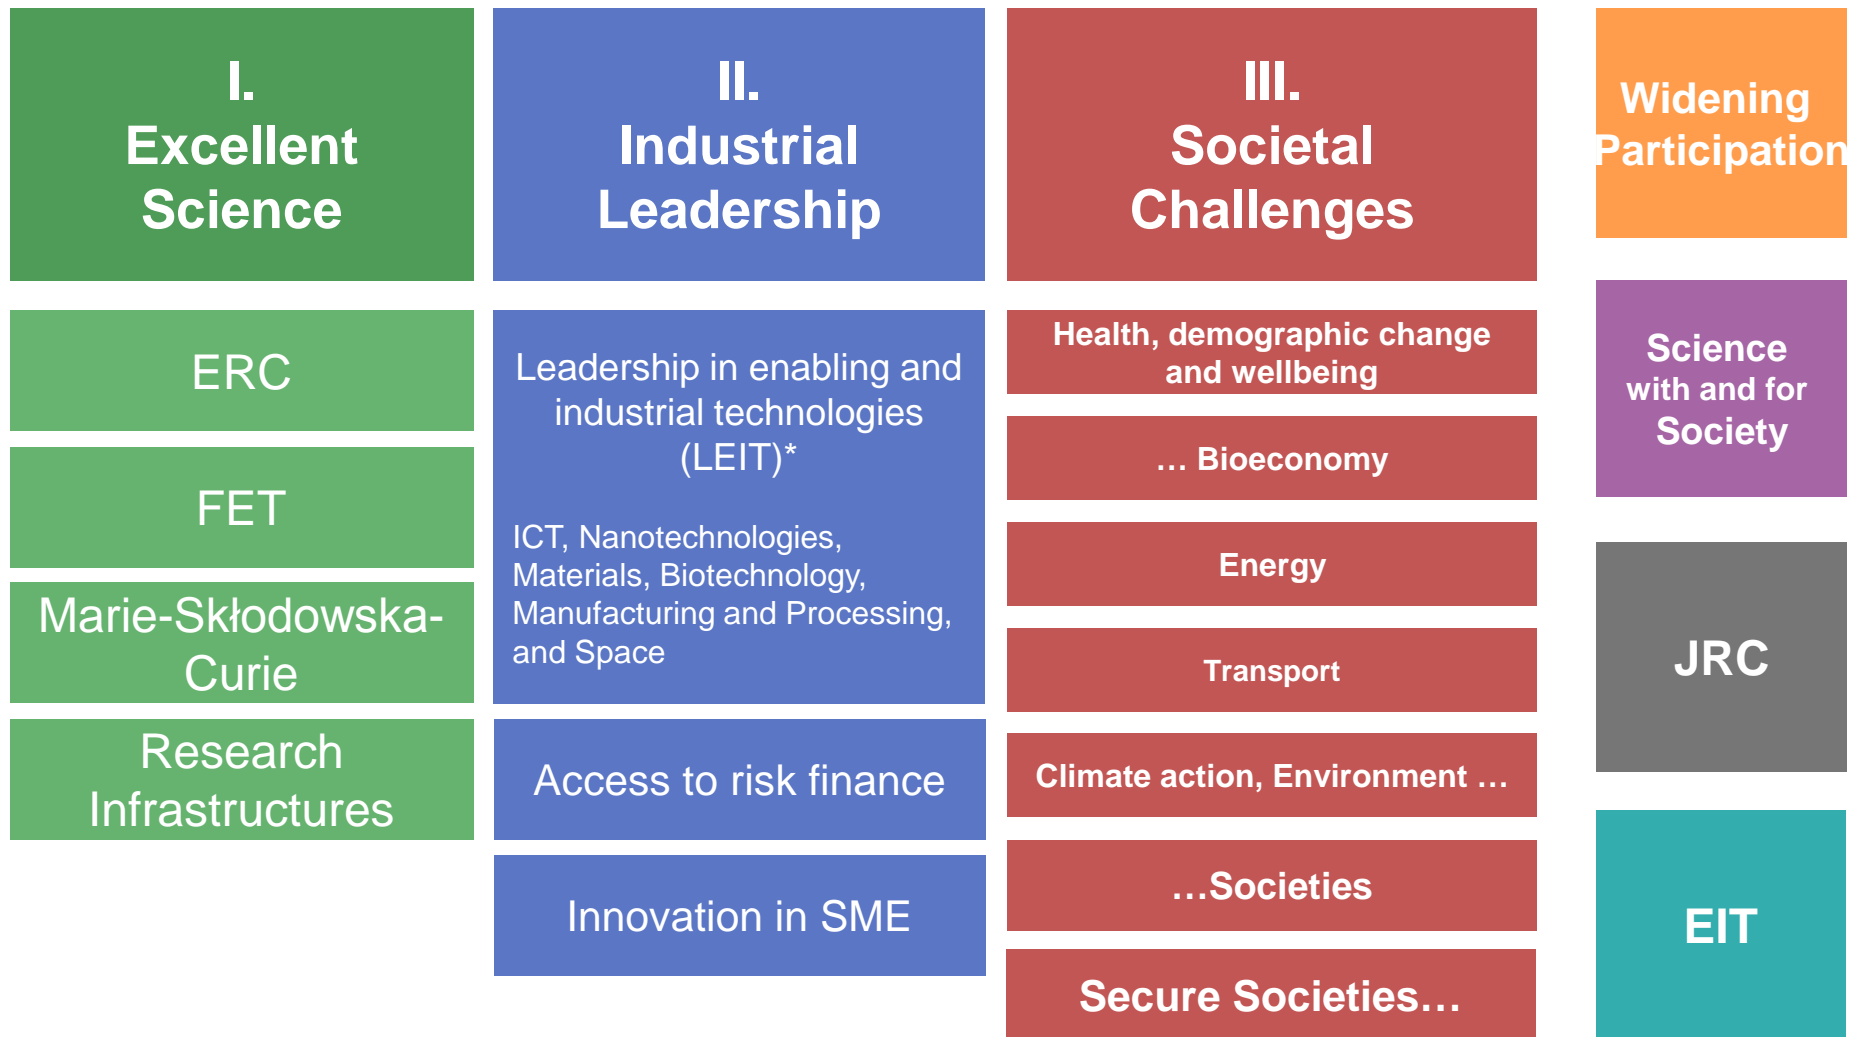 I.
Excellent
Science
ERC
FET
Marie-Skłodowska-
Curie
Research
Infrastructures
II.
Industrial
Leadership
Leadership in enabling and
industrial technologies
(LEIT)*
ICT, Nanotechnologies,
Materials, Biotechnology,
Manufacturing and Processing,
and Space
Access to risk finance
Innovation in SME
III.
Societal
Challenges
Health, demographic change
and wellbeing
… Bioeconomy
Energy
Transport
Climate action, Environment …
…Societies
Secure Societies…
Widening
Participation
Science
with and for
Society
JRC
EIT